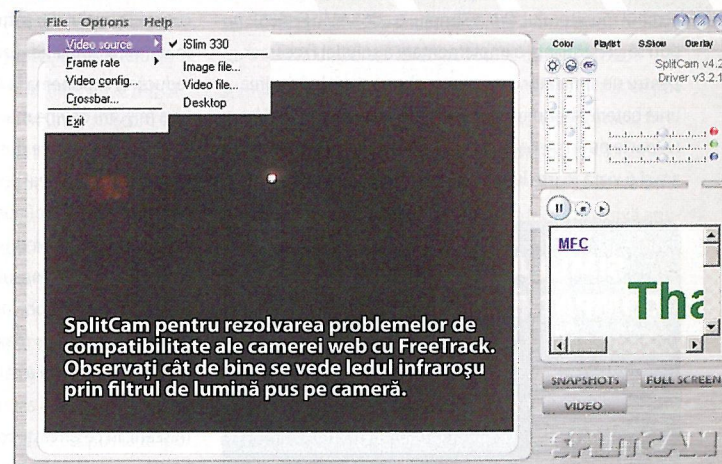 File Options Help
Video source
iSlim 330
Frame rate
Image file...
Video config...
Video file...
Crossbar...
Desktop
Exit
Color Playlist S.Show Overlay
SplitCam v4.2
Driver v3.2.1
MFC
Tha
SplitCam pentru rezolvarea problemelor de
compatibilitate ale camerei web cu FreeTrack.
Observați cât de bine se vede ledul infraroșu
prin filtrul de lumină pus pe cameră.
SNAPSHOTS FULL SCREEN
VIDEO
SPLITCAM